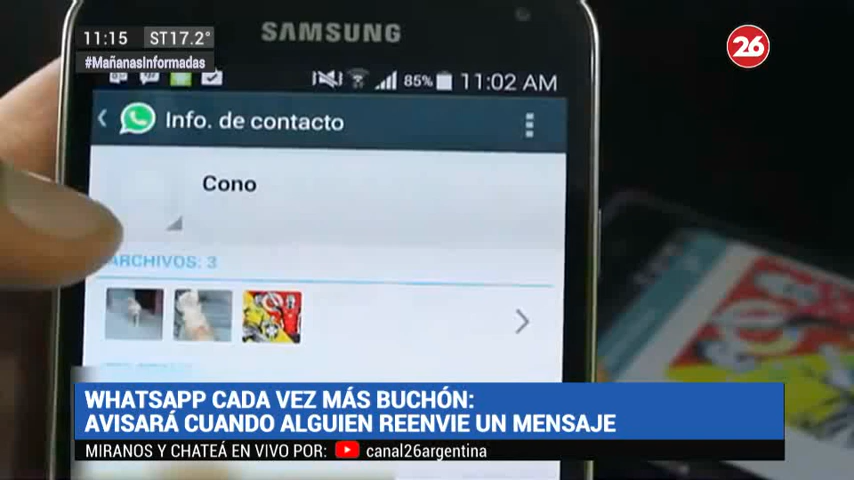 SAMSUNG
11:15 ST17.2°
26
#MañanasInformadas
85% 11:02 AM
Info. de contacto
Cono
ARCHIVOS: 3
WHATSAPP CADA VEZ MÁS BUCHÓN:
AVISARÁ CUANDO ALGUIEN REENVIE UN MENSAJE
MIRANOS Y CHATEÁ EN VIVO POR: canal26argentina